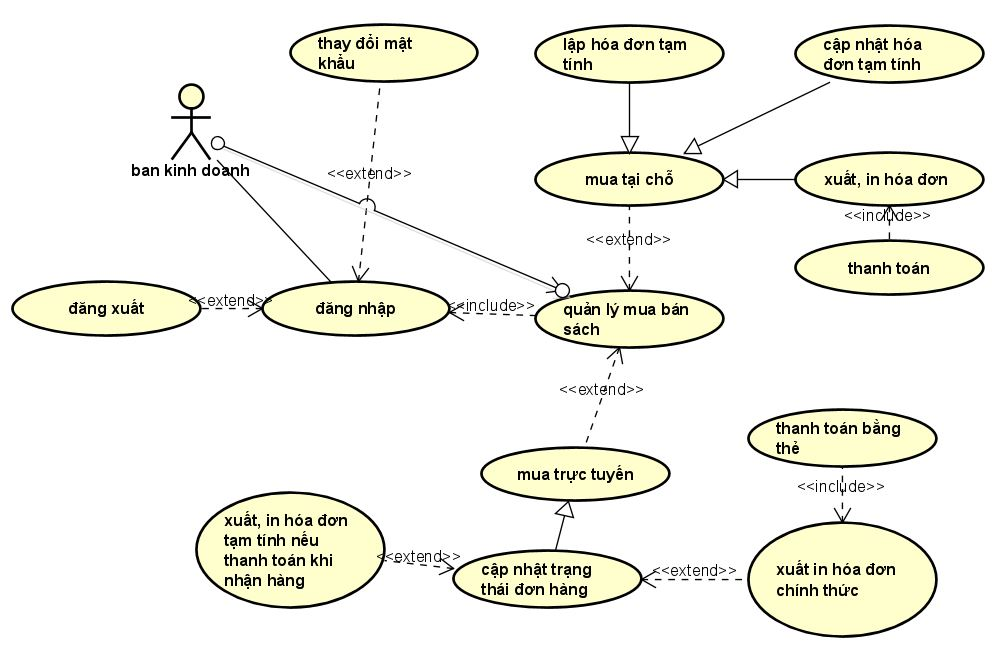 thay đổi mật
khẩu
lập hóa đơn tạm
tính
cập nhật hóa
đơn tạm tính
ban kinh doanh
<<extend>>
mua tại chỗ
xuất, in hóa đơn
<<include>>
<<extend>>
thanh toán
đăng xuất
<<extend>>
đăng nhập
<<include>>
quản lý mua bán
sách
<<extend>>
thanh toán bằng
thẻ
mua trực tuyến
<<include>>
xuất, in hóa đơn
tạm tính nếu
thanh toán khi
nhận hàng
<<extend>>
cập nhật trạng
thái đơn hàng
<<extend>>
xuất in hóa đơn
chính thức